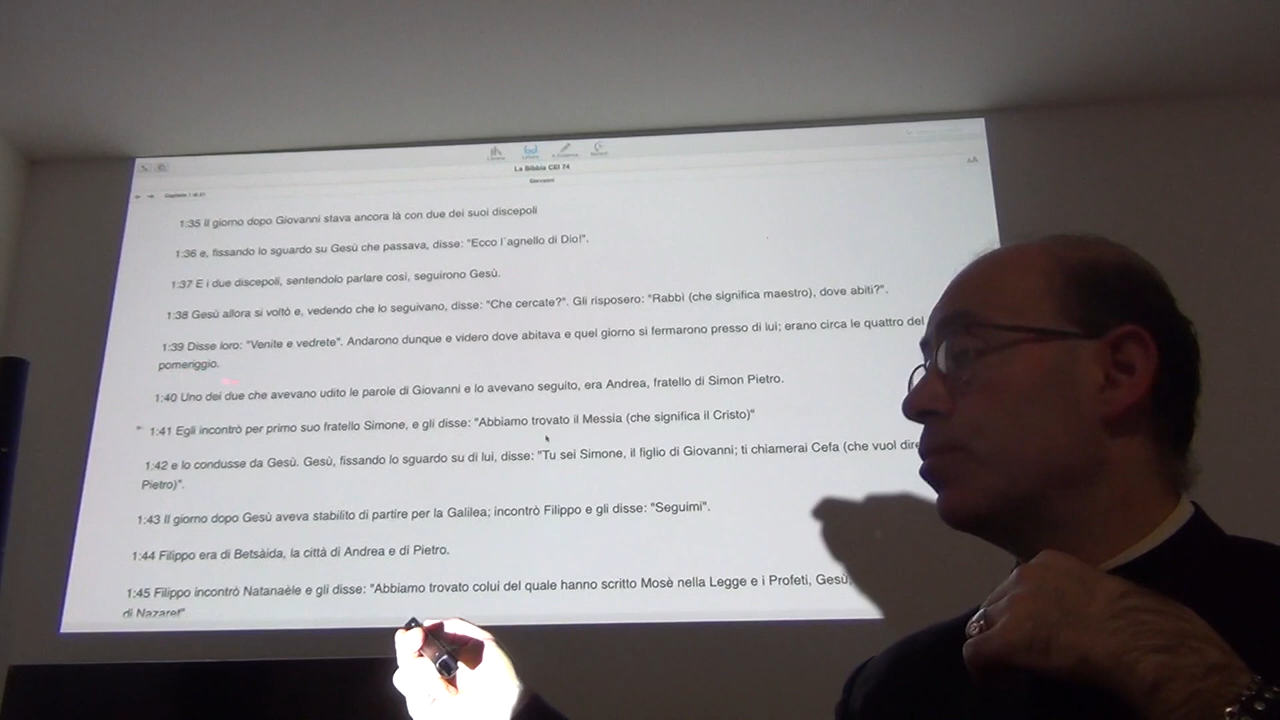 La Bibbia CEI 74
Giovanni
Capitolo 1 di 21
AA
1:35 Il giorno dopo Giovanni stava ancora là con due dei suoi discepoli
1:36 e, fissando lo sguardo su Gesù che passava, disse: "Ecco l'agnello di Dio!".
1:37 E i due discepoli, sentendolo parlare così, seguirono Gesù.
1:38 Gesù allora si voltò e, vedendo che lo seguivano, disse: "Che cercate?". Gli risposero: "Rabbì (che significa maestro), dove abiti?".
1:39 Disse loro: "Venite e vedrete". Andarono dunque e videro dove abitava e quel giorno si fermarono presso di lui; erano circa le quattro del
pomeriggio.
1:40 Uno dei due che avevano udito le parole di Giovanni e lo avevano seguito, era Andrea, fratello di Simon Pietro.
1:41 Egli incontrò per primo suo fratello Simone, e gli disse: "Abbiamo trovato il Messia (che significa il Cristo)"
1:42 e lo condusse da Gesù. Gesù, fissando lo sguardo su di lui, disse: "Tu sei Simone, il figlio di Giovanni; ti chiamerai Cefa (che vuol dire
Pietro)".
1:43 Il giorno dopo Gesù aveva stabilito di partire per la Galilea; incontrò Filippo e gli disse: "Seguimi".
1:44 Filippo era di Betsàida, la città di Andrea e di Pietro.
1:45 Filippo incontrò Natanaèle e gli disse: "Abbiamo trovato colui del quale hanno scritto Mosè nella Legge e i Profeti, Gesù,
di Nazaret"